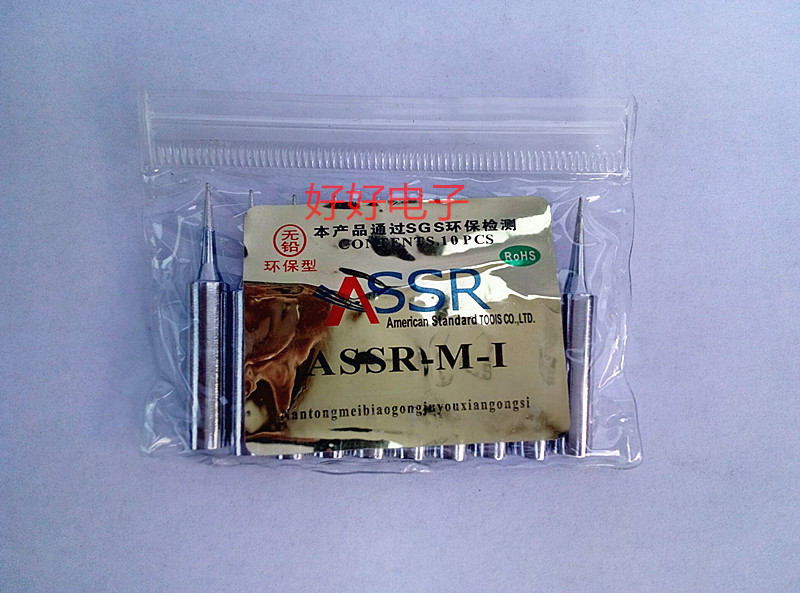 好好电子
无铅
环保型
本产品通过SGS环保检测
CONTENTS.10 PCS
RoHS
ASSR
American Standard TOOlS CO.,LTD.
ASSR-M-I
Nantongmeibiaogongjuyouxiangongsi